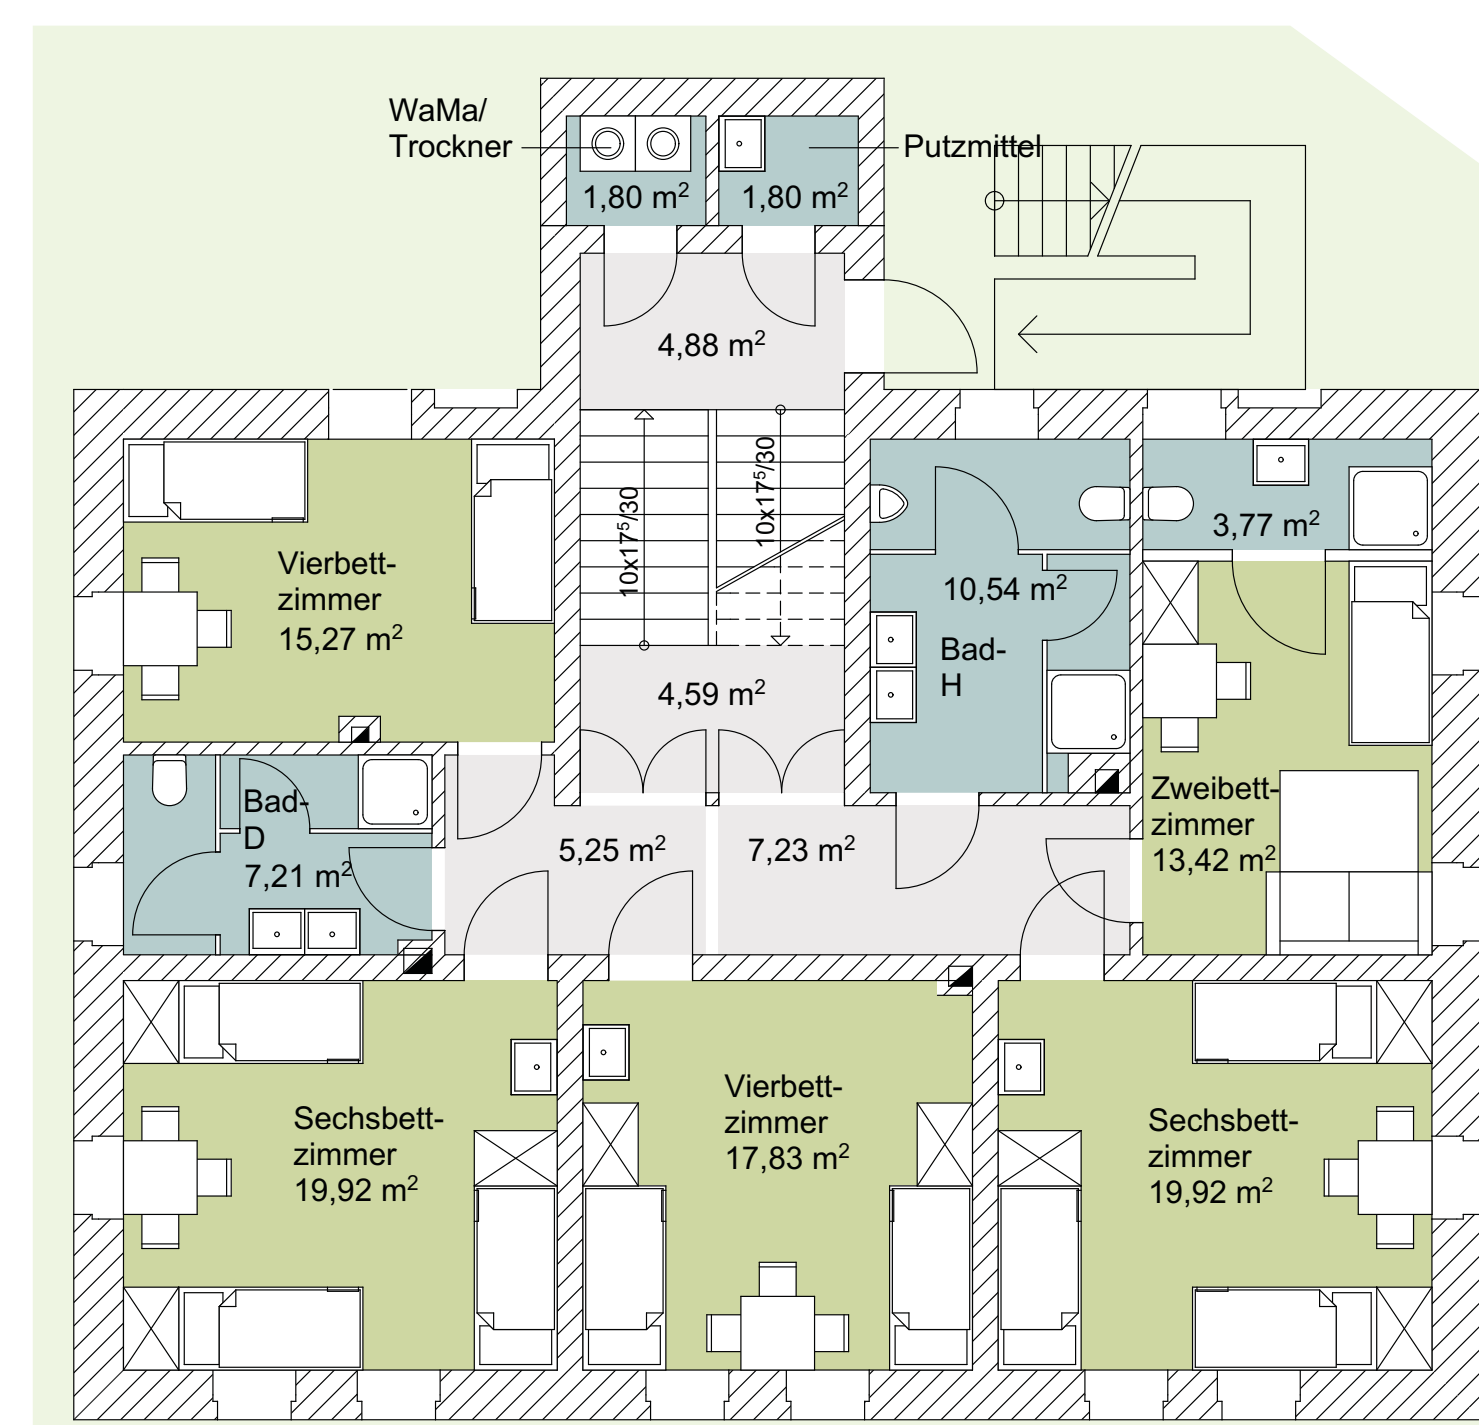 WaMa/
Trockner
Putzmittel
1,80 m²
1,80 m²
4,88 m²
10x17⁵/30
10x17⁵/30
3,77 m²
Vierbett-
zimmer
15,27 m²
10,54 m²
Bad-
H
4,59 m²
Zweibett-
zimmer
13,42 m²
Bad-
D
7,21 m²
5,25 m²
7,23 m²
Sechsbett-
zimmer
19,92 m²
Vierbett-
zimmer
17,83 m²
Sechsbett-
zimmer
19,92 m²